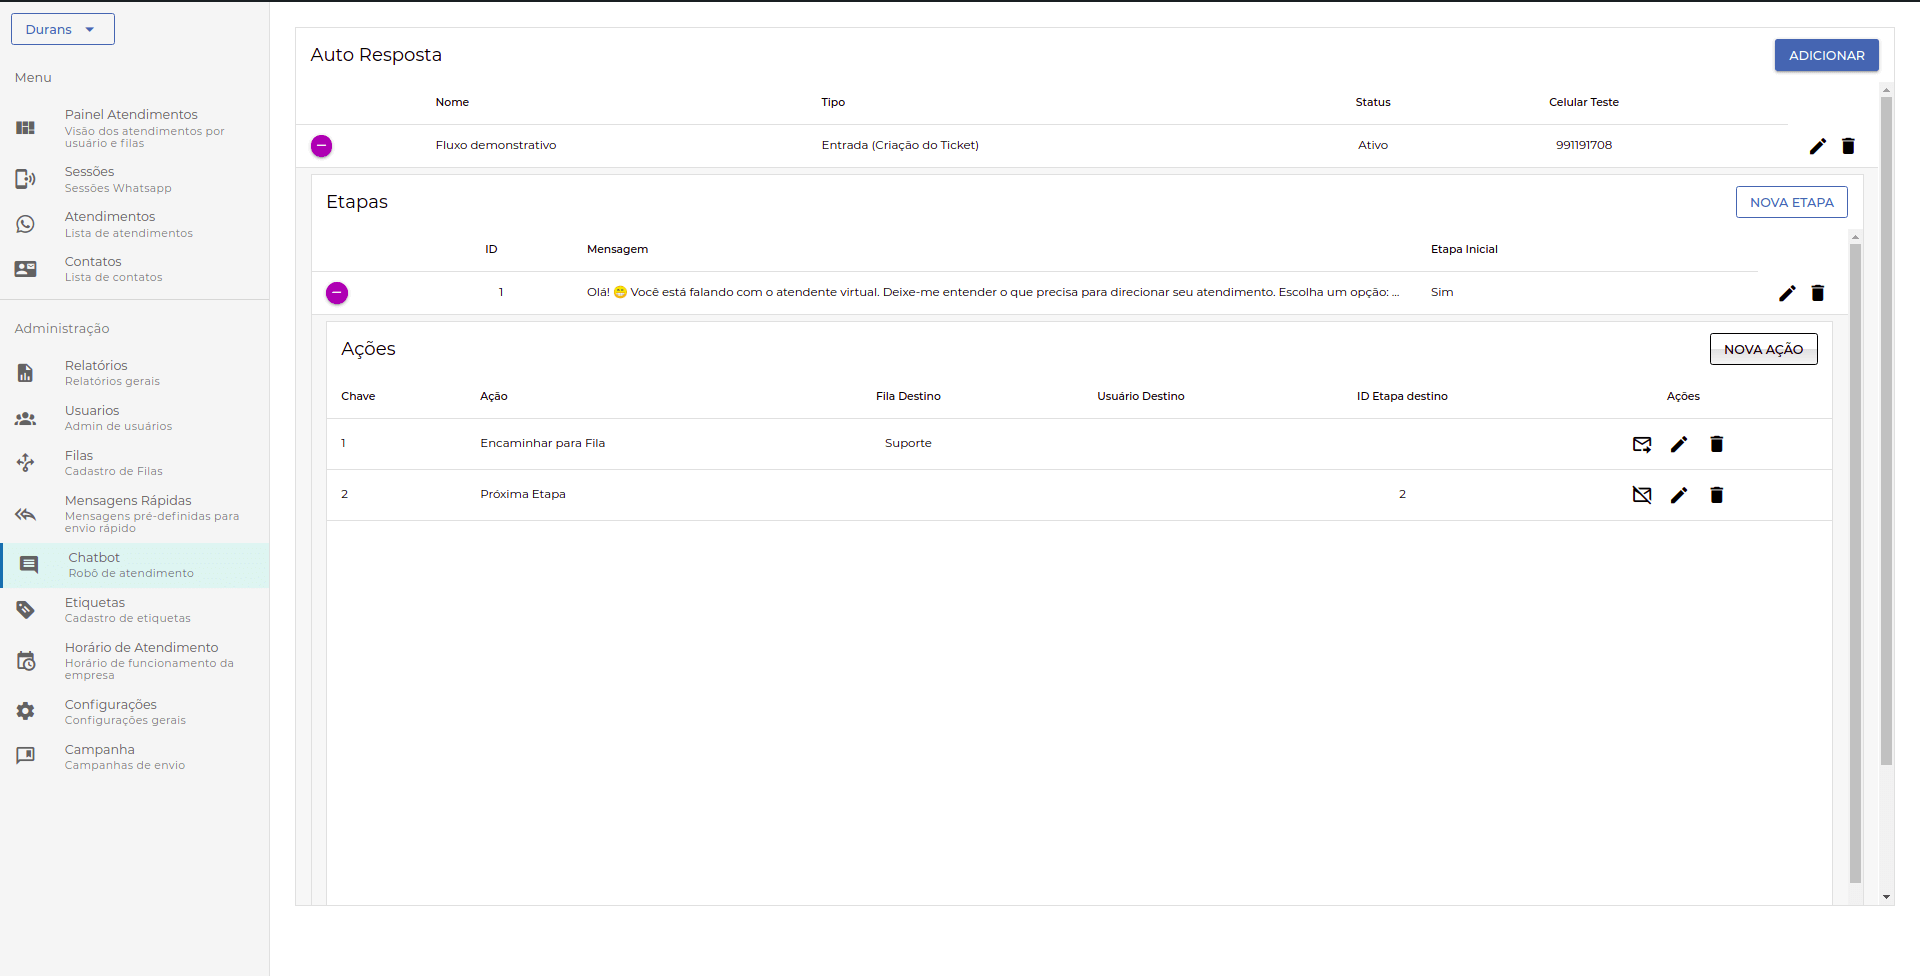 Durans
Menu
Painel Atendimentos
Visão dos atendimentos por
usuário e filas
Sessões
Sessões Whatsapp
Atendimentos
Lista de atendimentos
Contatos
Lista de contatos
Administração
Relatórios
Relatórios gerais
Usuarios
Admin de usuários
Filas
Cadastro de Filas
Mensagens Rápidas
Mensagens pré-definidas para
envio rápido
Chatbot
Robô de atendimento
Etiquetas
Cadastro de etiquetas
Horário de Atendimento
Horário de funcionamento da
empresa
Configurações
Configurações gerais
Campanha
Campanhas de envio
Auto Resposta ADICIONAR
Nome Tipo Status Celular Teste
Fluxo demonstrativo Entrada (Criação do Ticket) Ativo 991191708
Etapas NOVA ETAPA
ID Mensagem Etapa Inicial
1 Olá! 😁 Você está falando com o atendente virtual. Deixe-me entender o que precisa para direcionar seu atendimento. Escolha um opção: ... Sim
Ações NOVA AÇÃO
Chave Ação Fila Destino Usuário Destino ID Etapa destino Ações
1 Encaminhar para Fila Suporte
2 Próxima Etapa 2